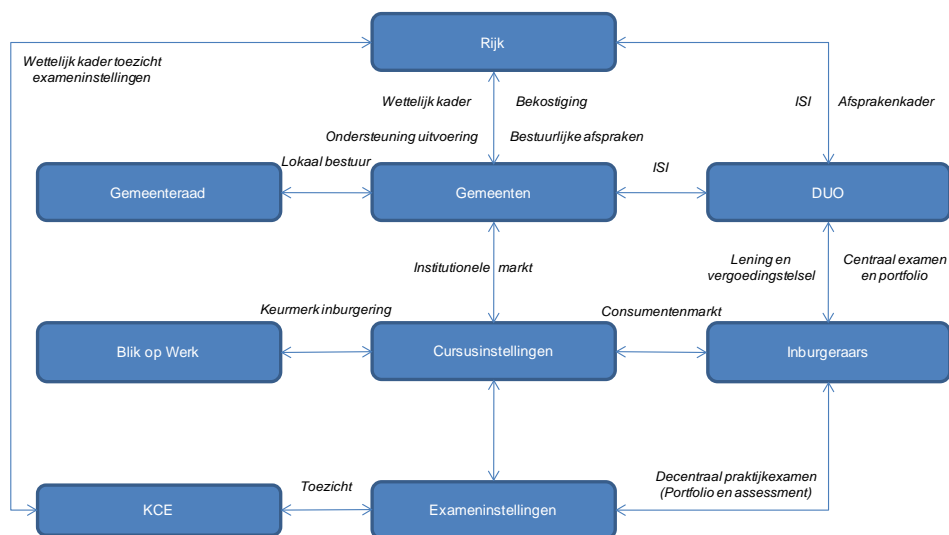 Rijk
Wettelijk kader toezicht
exameninstellingen
Wettelijk kader
Bekostiging
ISI
Afsprakenkader
Ondersteuning uitvoering
Bestuurlijke afspraken
Lokaal bestuur
ISI
Gemeenteraad
Gemeenten
DUO
Institutionele markt
Lening en
vergoedingstelsel
Centraal examen
en portfolio
Keurmerk inburgering
Consumentenmarkt
Blik op Werk
Cursusinstellingen
Inburgeraars
Toezicht
Decentraal praktijkexamen
(Portfolio en assessment)
KCE
Exameninstellingen